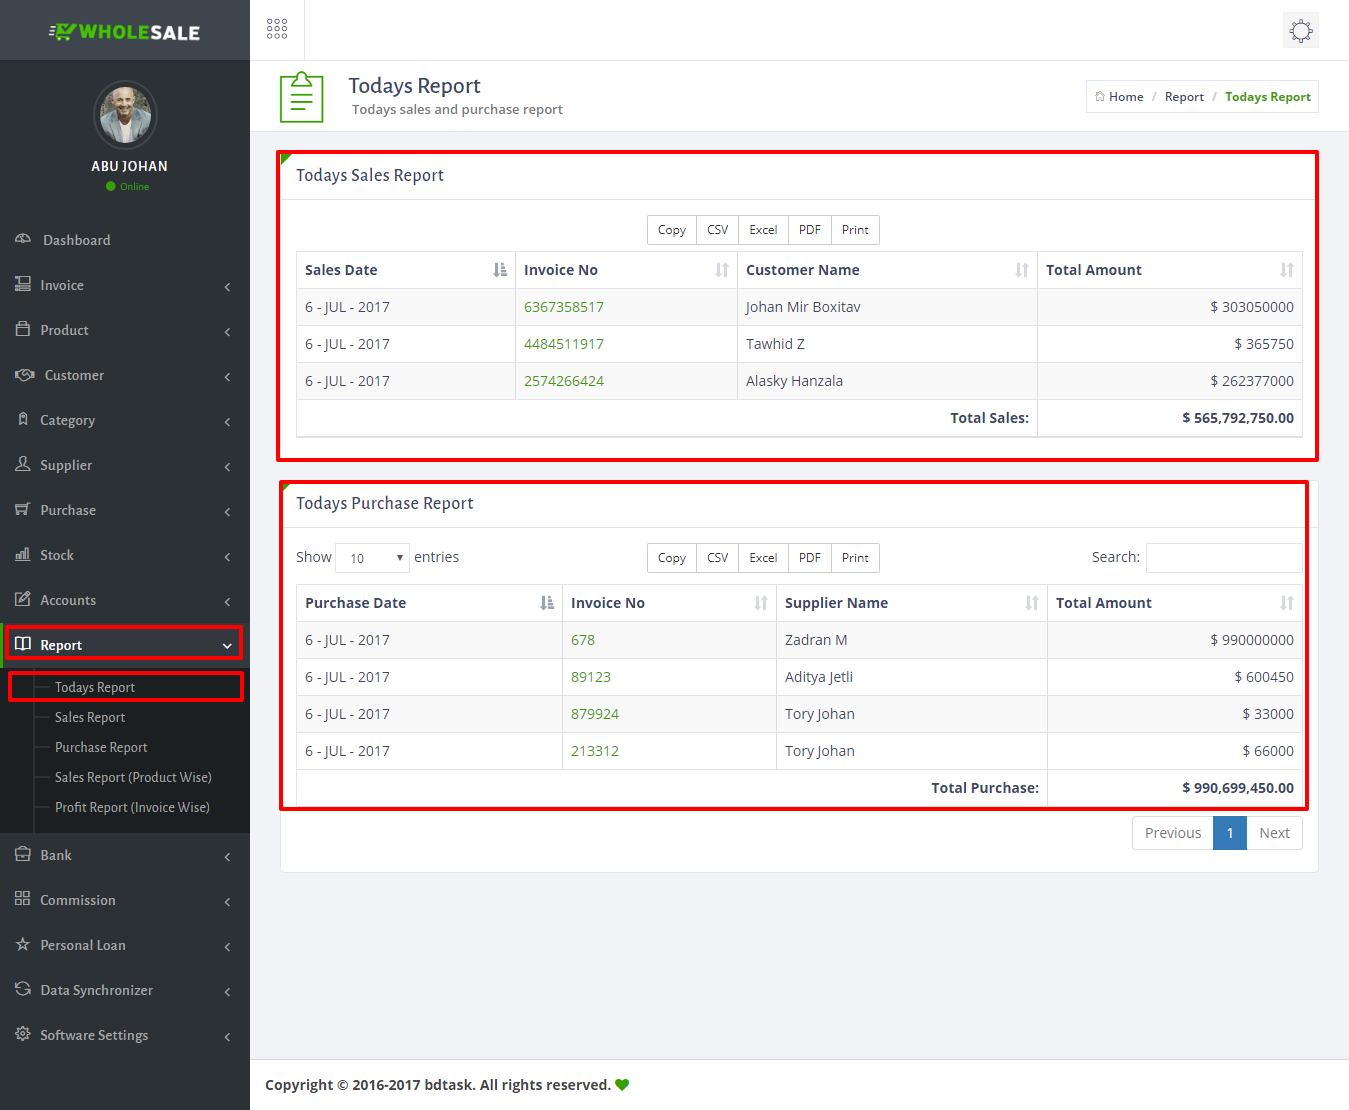 WHOLESALE
ABU JOHAN
Online
Dashboard
Invoice
Product
Customer
Category
Supplier
Purchase
Stock
Accounts
Report
Todays Report
Sales Report
Purchase Report
Sales Report (Product Wise)
Profit Report (Invoice Wise)
Bank
Commission
Personal Loan
Data Synchronizer
Software Settings
Todays Report
Todays sales and purchase report
Home / Report / Todays Report
Todays Sales Report
Copy CSV Excel PDF Print
Sales Date Invoice No Customer Name Total Amount
6 - JUL - 2017 6367358517 Johan Mir Boxitav $ 303050000
6 - JUL - 2017 4484511917 Tawhid Z $ 365750
6 - JUL - 2017 2574266424 Alasky Hanzala $ 262377000
Total Sales: $ 565,792,750.00
Todays Purchase Report
Show 10 entries Copy CSV Excel PDF Print Search:
Purchase Date Invoice No Supplier Name Total Amount
6 - JUL - 2017 678 Zadran M $ 990000000
6 - JUL - 2017 89123 Aditya Jetli $ 600450
6 - JUL - 2017 879924 Tory Johan $ 33000
6 - JUL - 2017 213312 Tory Johan $ 66000
Total Purchase: $ 990,699,450.00
Previous 1 Next
Copyright © 2016-2017 bdtask. All rights reserved.